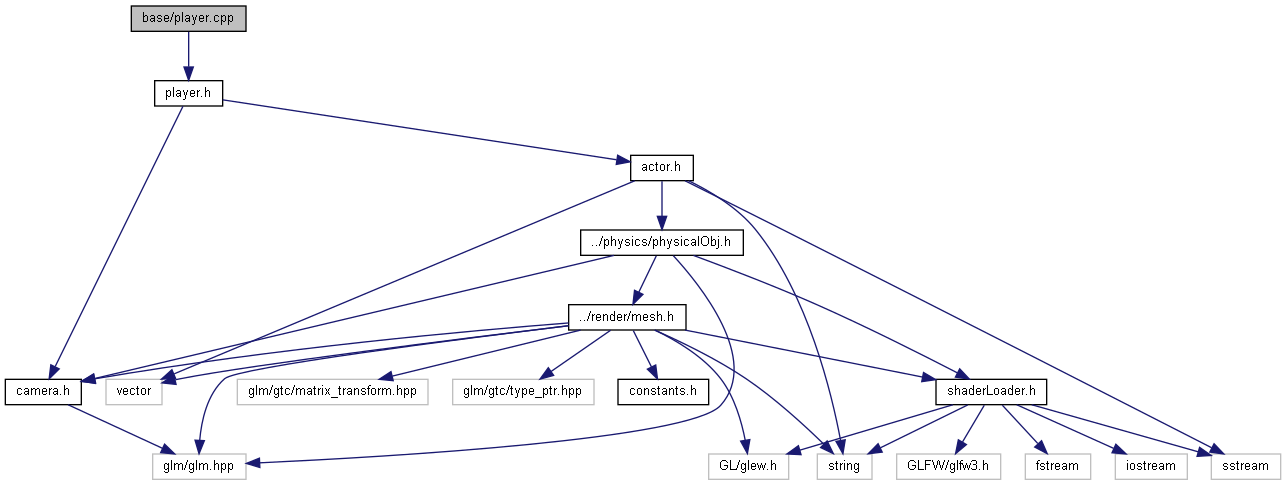 base/player.cpp
player.h
actor.h
../physics/physicalObj.h
../render/mesh.h
camera.h
vector
glm/gtc/matrix_transform.hpp
glm/gtc/type_ptr.hpp
constants.h
shaderLoader.h
glm/glm.hpp
GL/glew.h
string
GLFW/glfw3.h
fstream
iostream
sstream